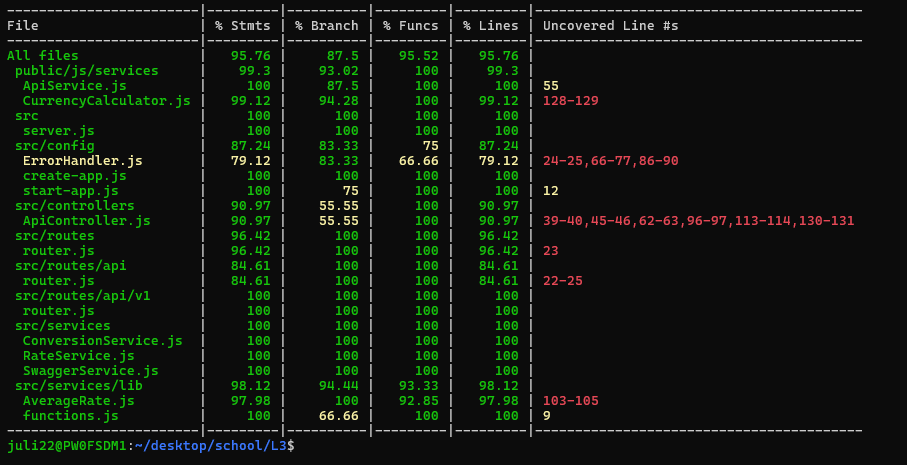 -------------------------|---------|----------|---------|---------|-----------------------------------------
File | % Stmts | % Branch | % Funcs | % Lines | Uncovered Line #s
-------------------------|---------|----------|---------|---------|-----------------------------------------
All files | 95.76 | 87.5 | 95.52 | 95.76 |
public/js/services | 99.3 | 93.02 | 100 | 99.3 |
ApiService.js | 100 | 87.5 | 100 | 100 | 55
CurrencyCalculator.js | 99.12 | 94.28 | 100 | 99.12 | 128-129
src | 100 | 100 | 100 | 100 |
server.js | 100 | 100 | 100 | 100 |
src/config | 87.24 | 83.33 | 75 | 87.24 |
ErrorHandler.js | 79.12 | 83.33 | 66.66 | 79.12 | 24-25,66-77,86-90
create-app.js | 100 | 100 | 100 | 100 |
start-app.js | 100 | 75 | 100 | 100 | 12
src/controllers | 90.97 | 55.55 | 100 | 90.97 |
ApiController.js | 90.97 | 55.55 | 100 | 90.97 | 39-40,45-46,62-63,96-97,113-114,130-131
src/routes | 96.42 | 100 | 100 | 96.42 |
router.js | 96.42 | 100 | 100 | 96.42 | 23
src/routes/api | 84.61 | 100 | 100 | 84.61 |
router.js | 84.61 | 100 | 100 | 84.61 | 22-25
src/routes/api/v1 | 100 | 100 | 100 | 100 |
router.js | 100 | 100 | 100 | 100 |
src/services | 100 | 100 | 100 | 100 |
ConversionService.js | 100 | 100 | 100 | 100 |
RateService.js | 100 | 100 | 100 | 100 |
SwaggerService.js | 100 | 100 | 100 | 100 |
src/services/lib | 98.12 | 94.44 | 93.33 | 98.12 |
AverageRate.js | 97.98 | 100 | 92.85 | 97.98 | 103-105
functions.js | 100 | 66.66 | 100 | 100 | 9
-------------------------|---------|----------|---------|---------|-----------------------------------------
juli22@PW0FSDM1:~/desktop/school/L3$